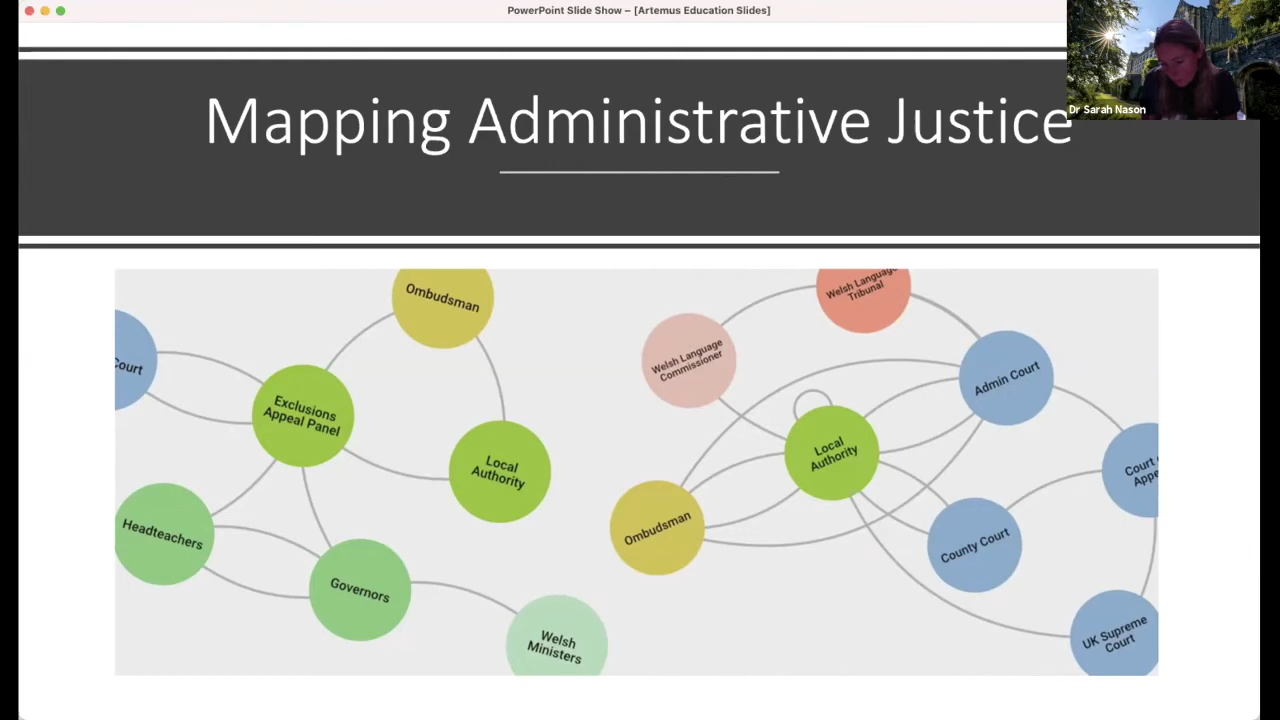 PowerPoint Slide Show – [Artemus Education Slides]
Dr Sarah Nason
Mapping Administrative Justice
Ombudsman
Court
Exclusions
Appeal Panel
Local
Authority
Headteachers
Governors
Welsh
Ministers
Welsh Language
Tribunal
Welsh Language
Commissioner
Admin Court
Local
Authority
Court
Appe
Ombudsman
County Court
UK Supreme
Court